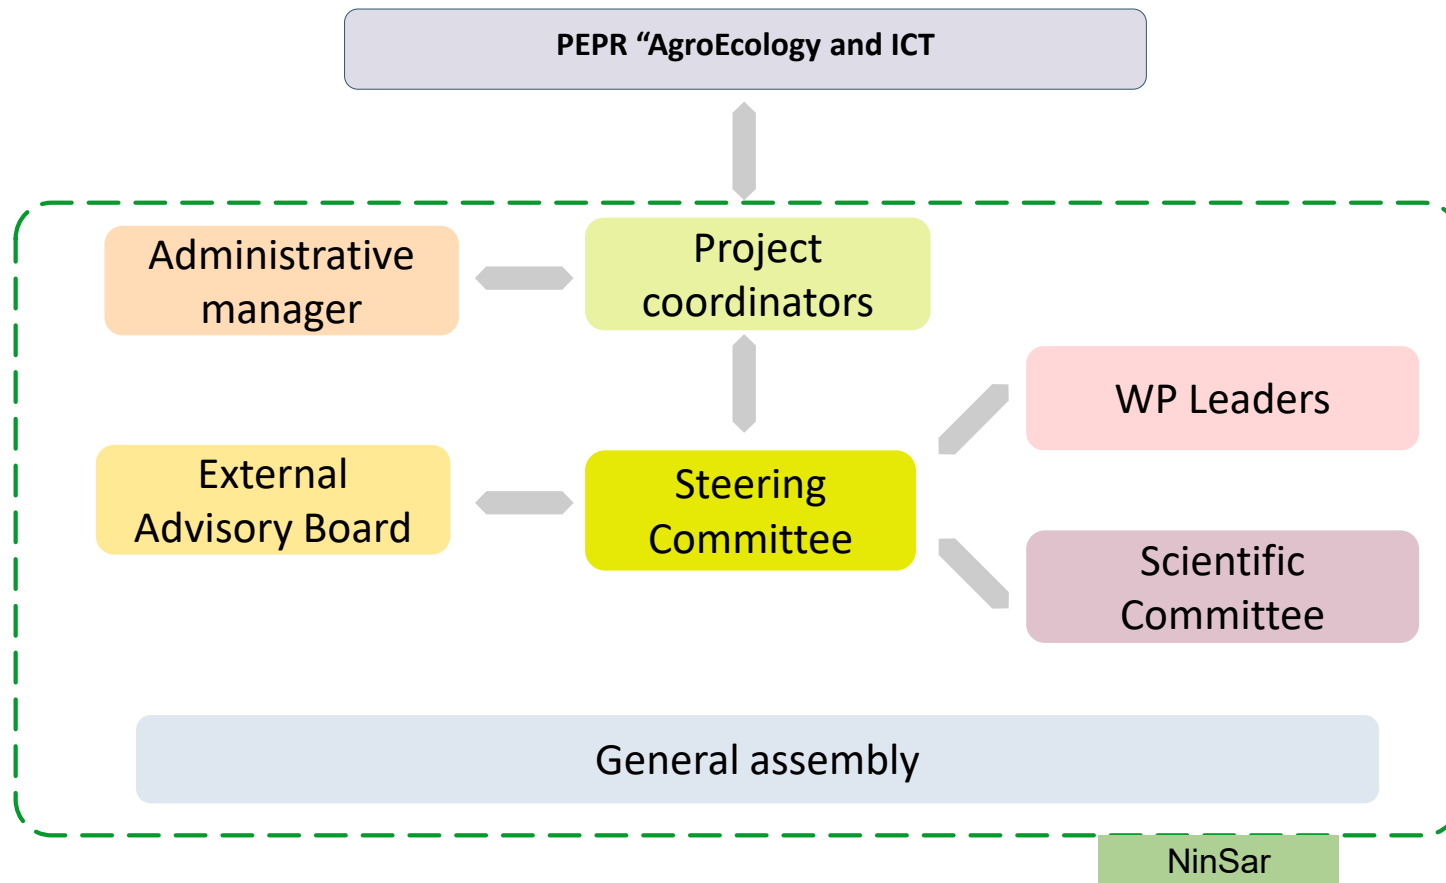 PEPR “AgroEcology and ICT
Administrative
manager
Project
coordinators
WP Leaders
External
Advisory Board
Steering
Committee
Scientific
Committee
General assembly
NinSar